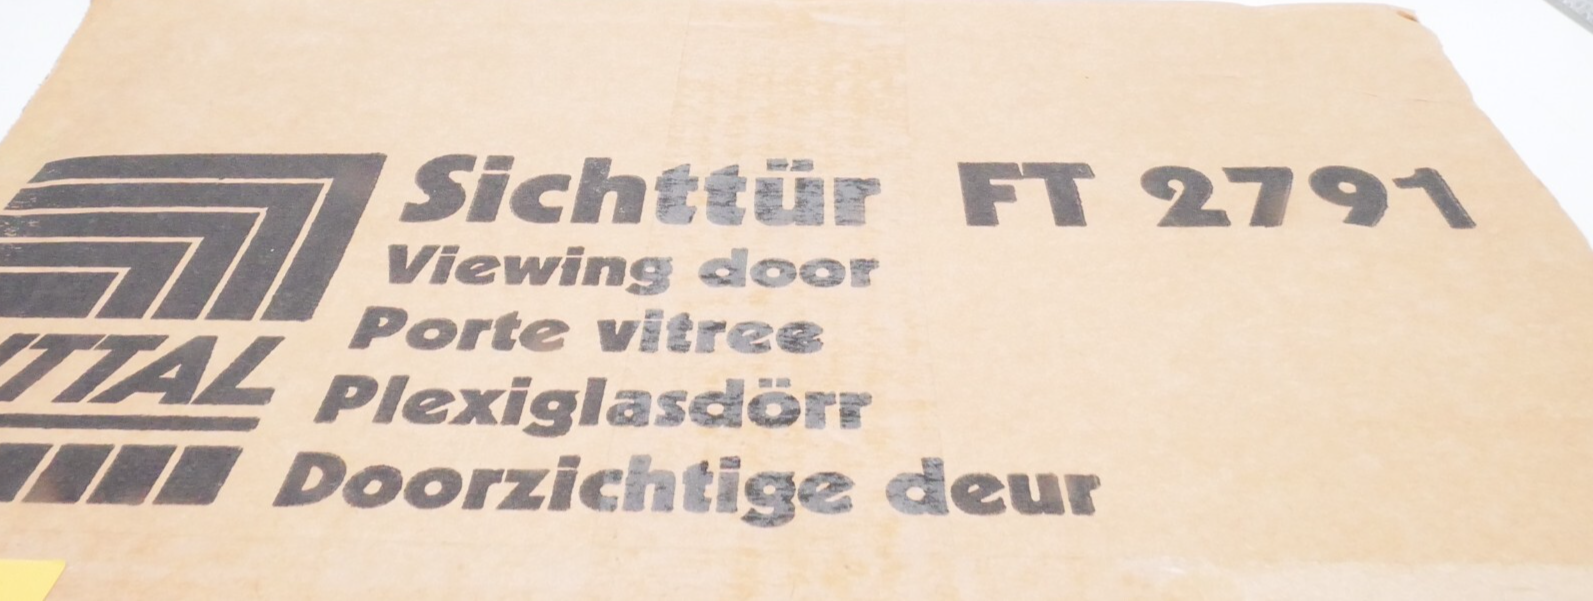 Sichttür FT 2791
Viewing door
Porte vitree
Plexiglasdörr
Doorzichtige deur
ITTAL